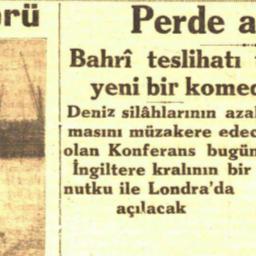 örü
Perde a
Bahrî teslihatı
yeni bir komed
Deniz silâhlarının azal
masını müzakere edec
olan Konferans bugün
İngiltere kralının bir
nutku ile Londra'da
açılacak